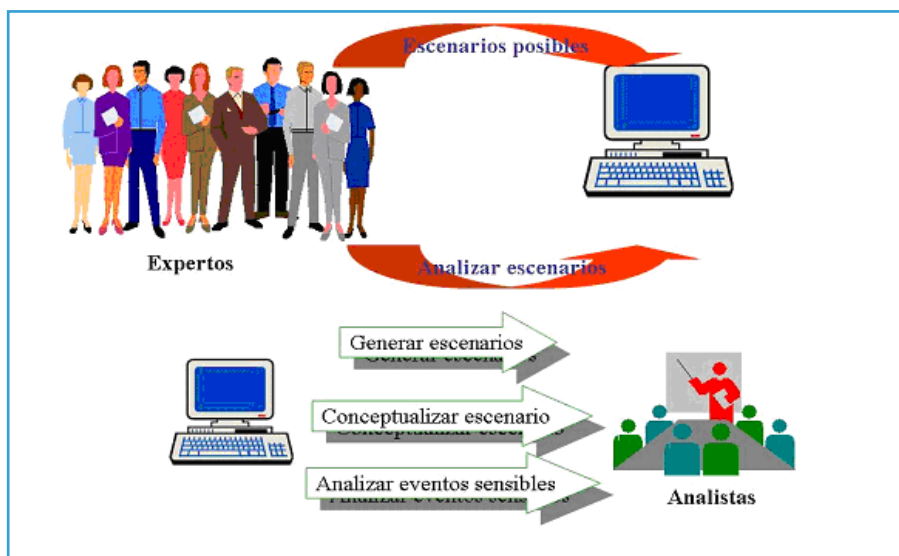 Escenarios posibles
Expertos
Analizar escenarios
Generar escenarios
Conceptualizar escenario
Analizar eventos sensibles
Analistas